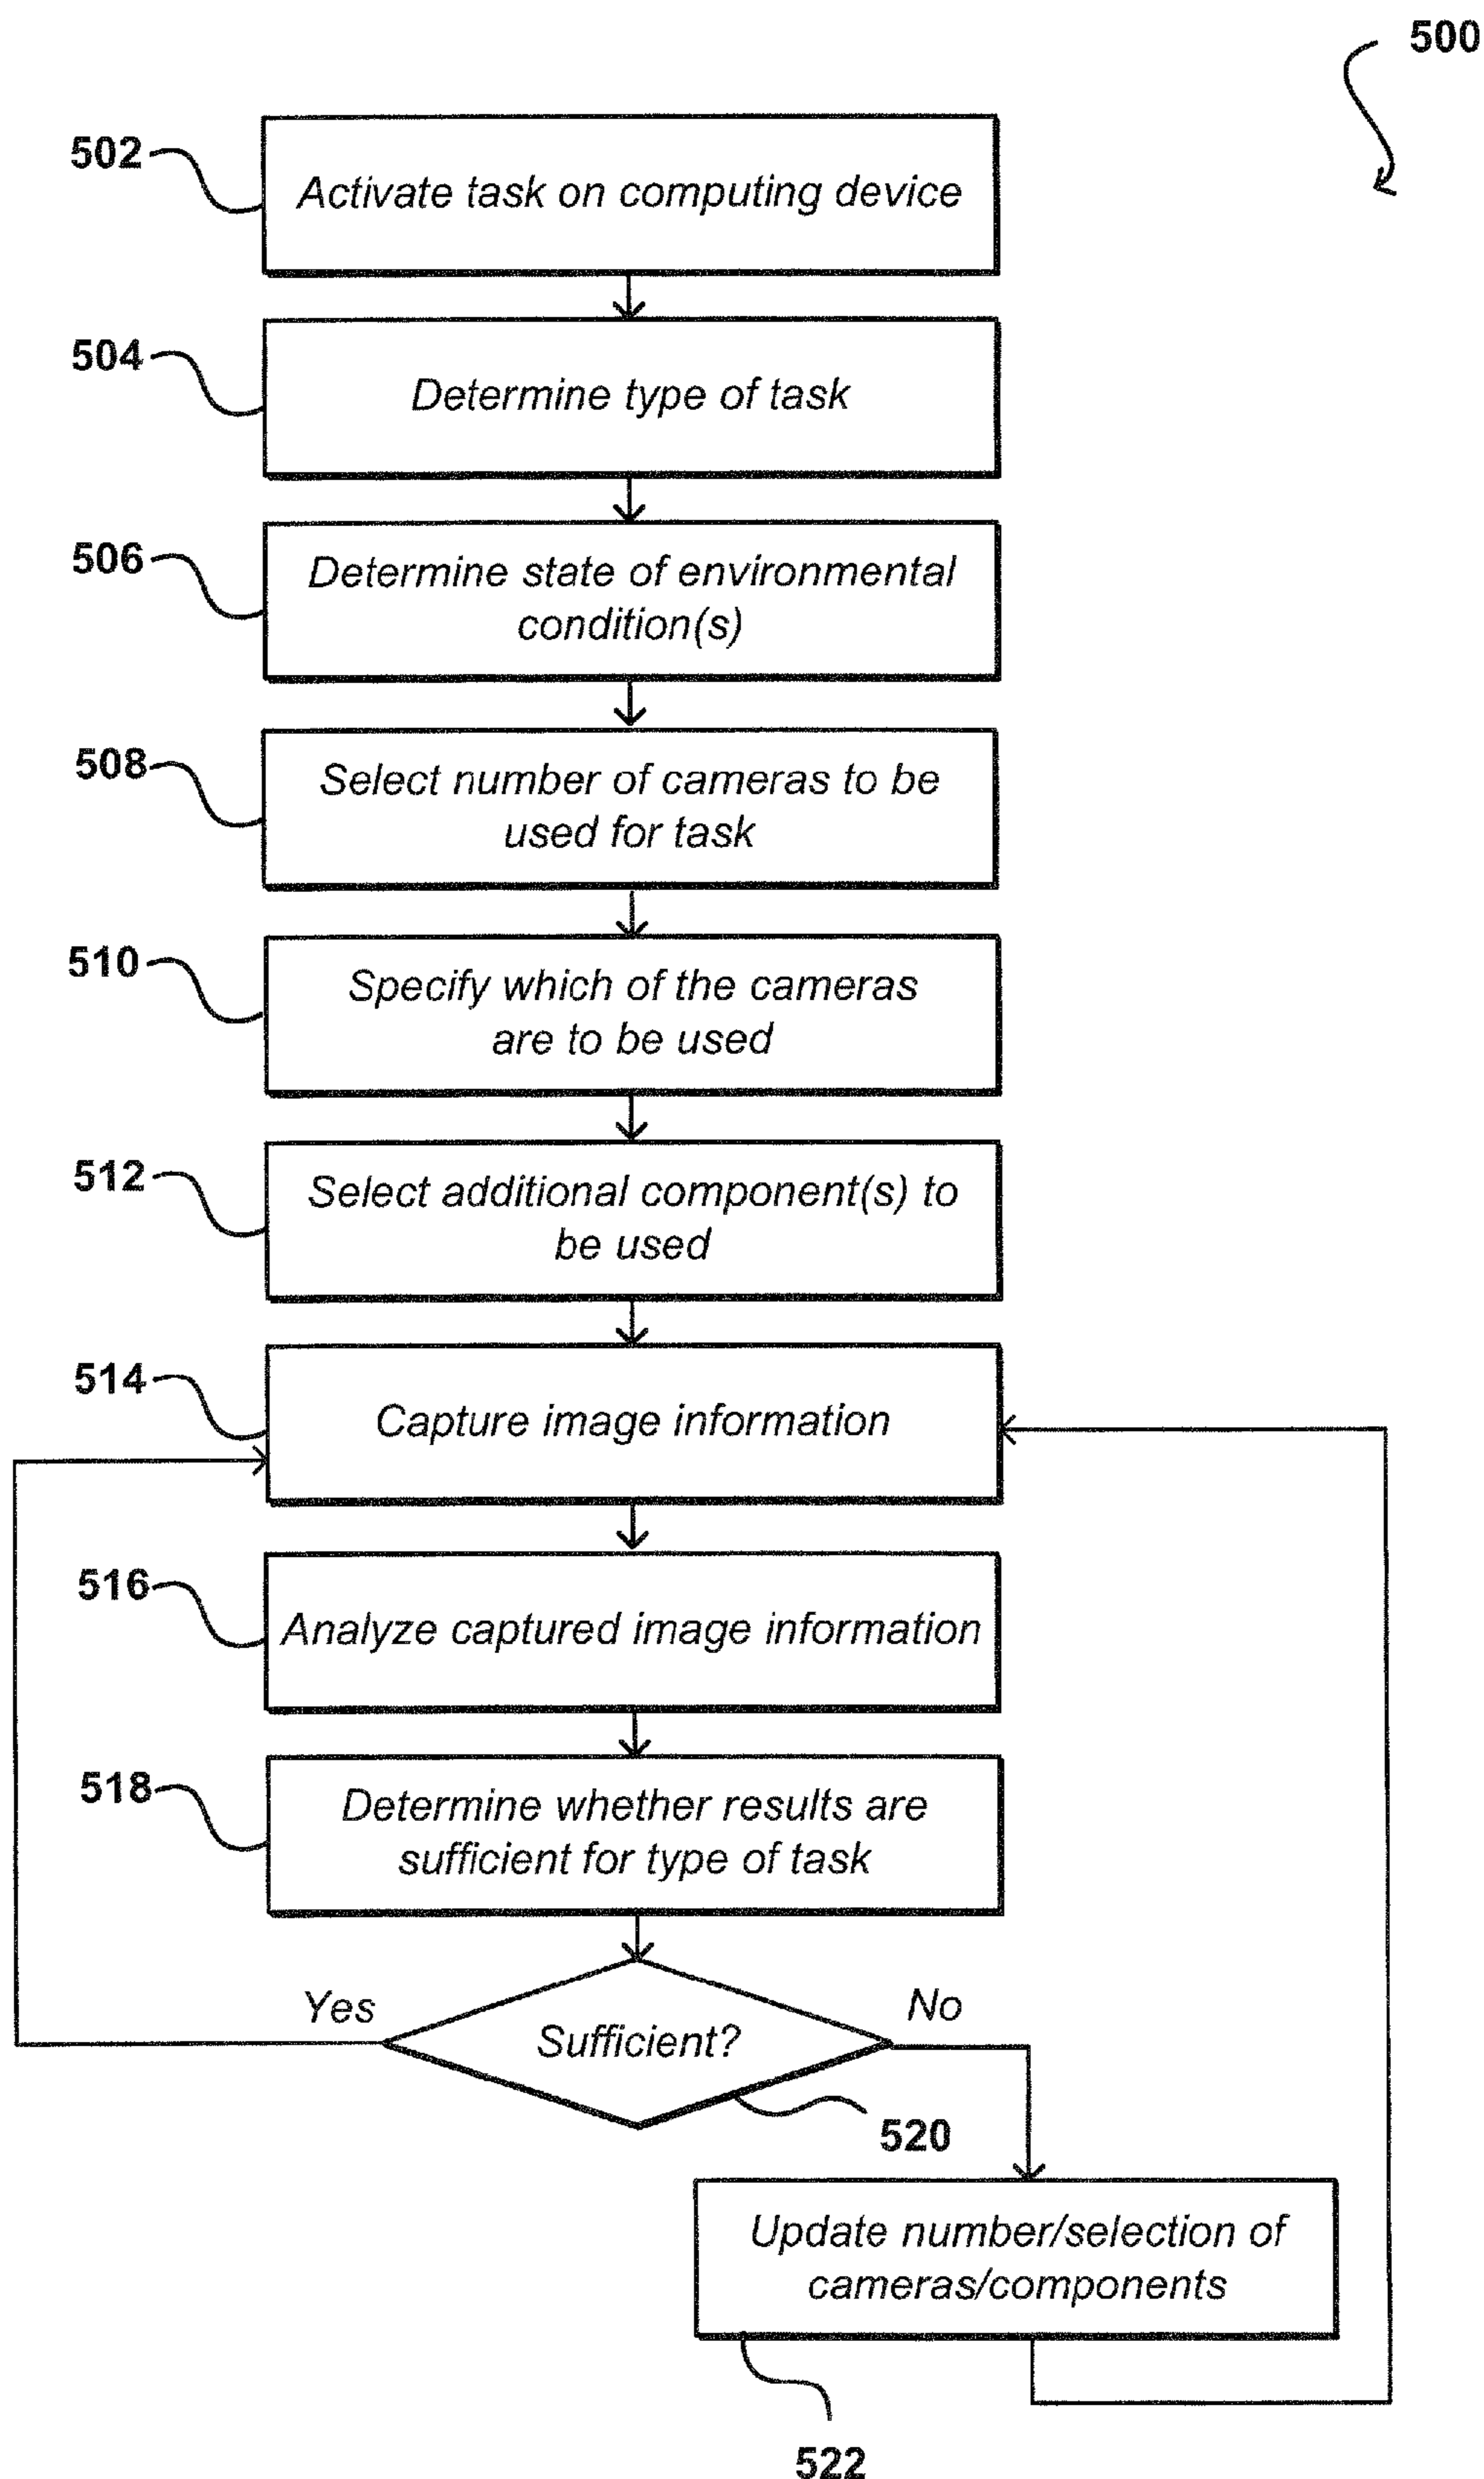 500
502
Activate task on computing device
504
Determine type of task
506
Determine state of environmental
condition(s)
508
Select number of cameras to be
used for task
510
Specify which of the cameras
are to be used
512
Select additional component(s) to
be used
514
Capture image information
516
Analyze captured image information
518
Determine whether results are
sufficient for type of task
Yes
Sufficient?
No
520
Update number/selection of
cameras/components
522